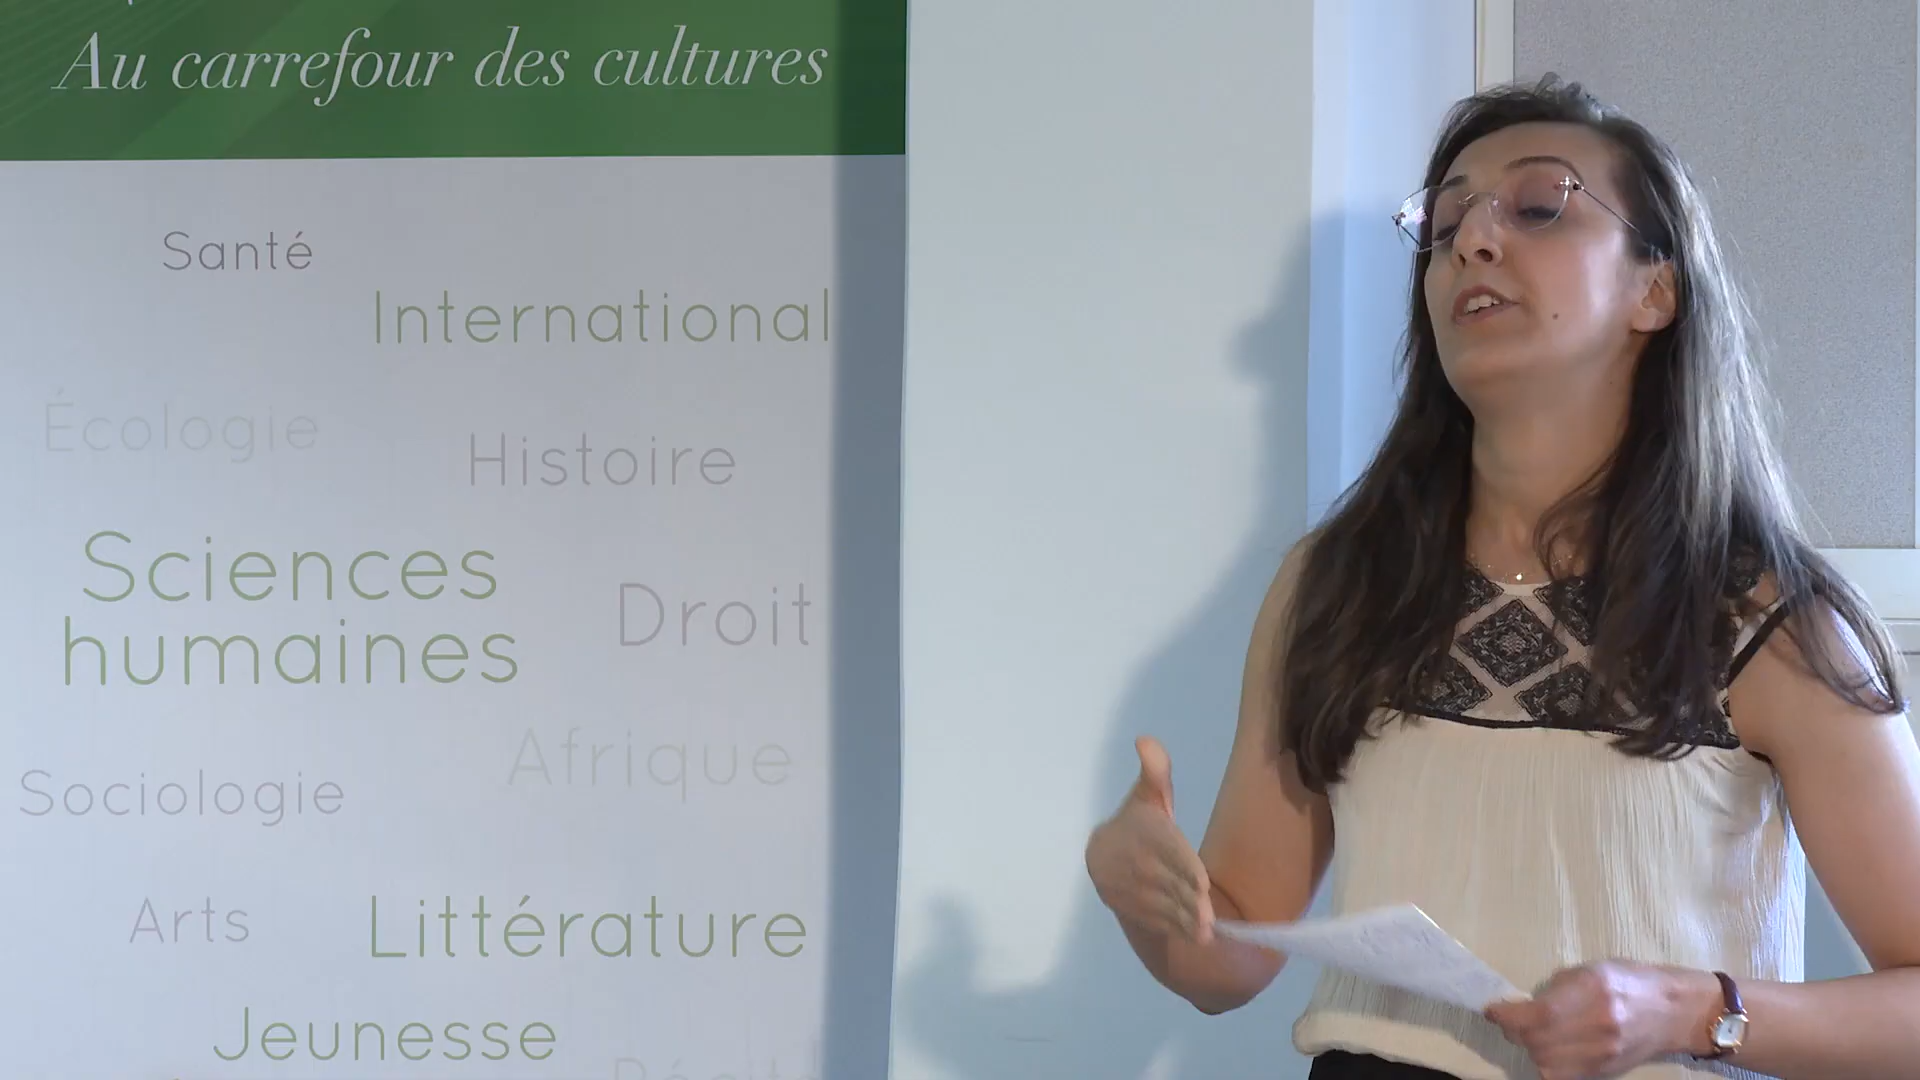 Au carrefour des cultures
Santé
International
Écologie
Histoire
Sciences
humaines
Droit
Afrique
Sociologie
Arts
Littérature
Jeunesse